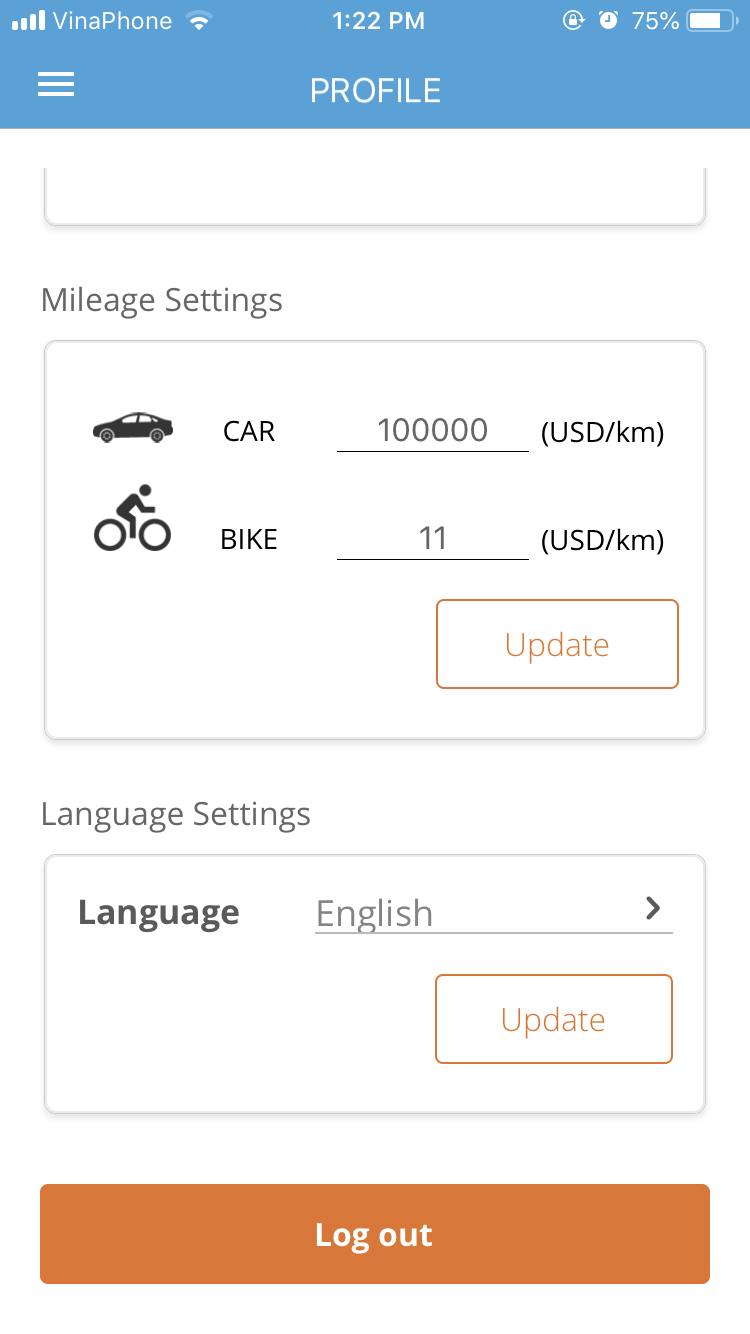 VinaPhone 1:22 PM 75%
PROFILE
Mileage Settings
CAR 100000 (USD/km)
BIKE 11 (USD/km)
Update
Language Settings
Language English
Update
Log out